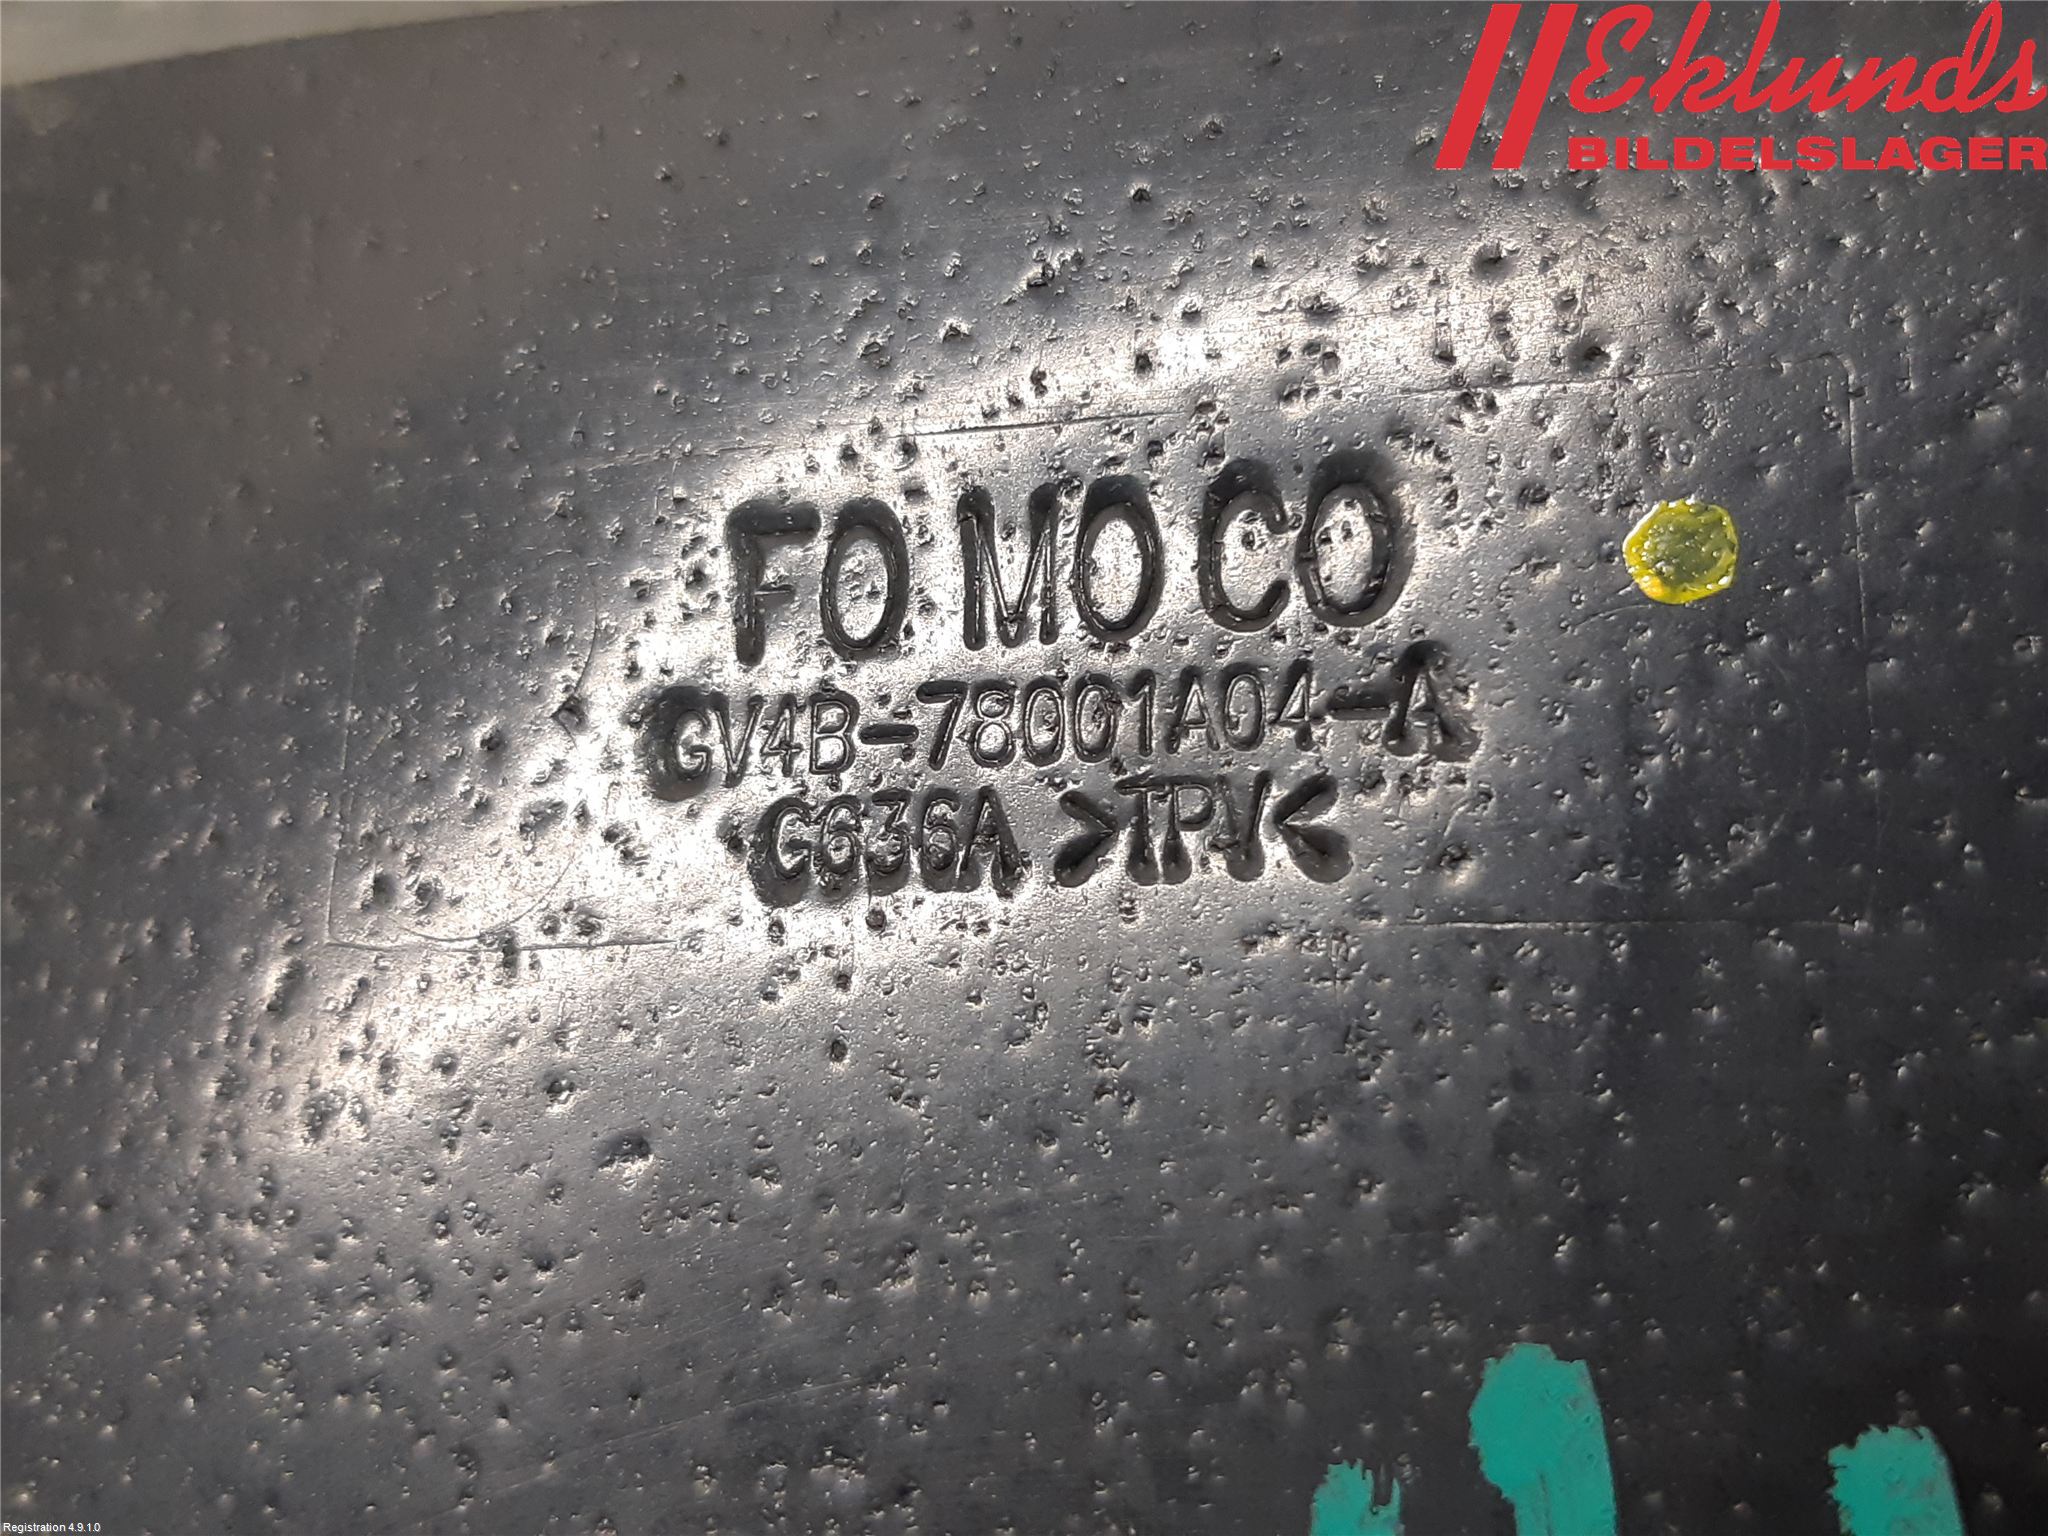 Eklunds
BILDELSLAGER
FO MO CO
GV4B-78001A04-A
G636A >TPV<
Registration 4.9.1.0